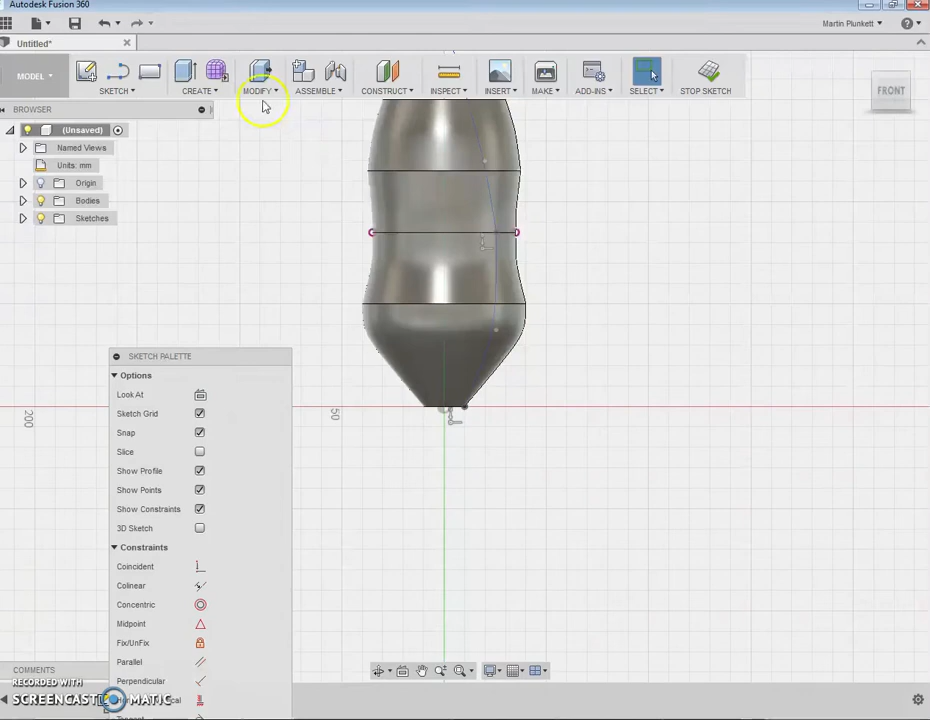 Autodesk Fusion 360
Martin Plunkett
Untitled*
MODEL
SKETCH
CREATE
MODIFY
ASSEMBLE
CONSTRUCT
INSPECT
INSERT
MAKE
ADD-INS
SELECT
STOP SKETCH
BROWSER
FRONT
(Unsaved)
Named Views
Units: mm
Origin
Bodies
Sketches
SKETCH PALETTE
Options
Look At
Sketch Grid
Snap
Slice
Show Profile
Show Points
Show Constraints
3D Sketch
Constraints
Coincident
Colinear
Concentric
Midpoint
Fix/UnFix
Parallel
Perpendicular
200
50
COMMENTS
RECORDED WITH
SCREENCAST MATIC